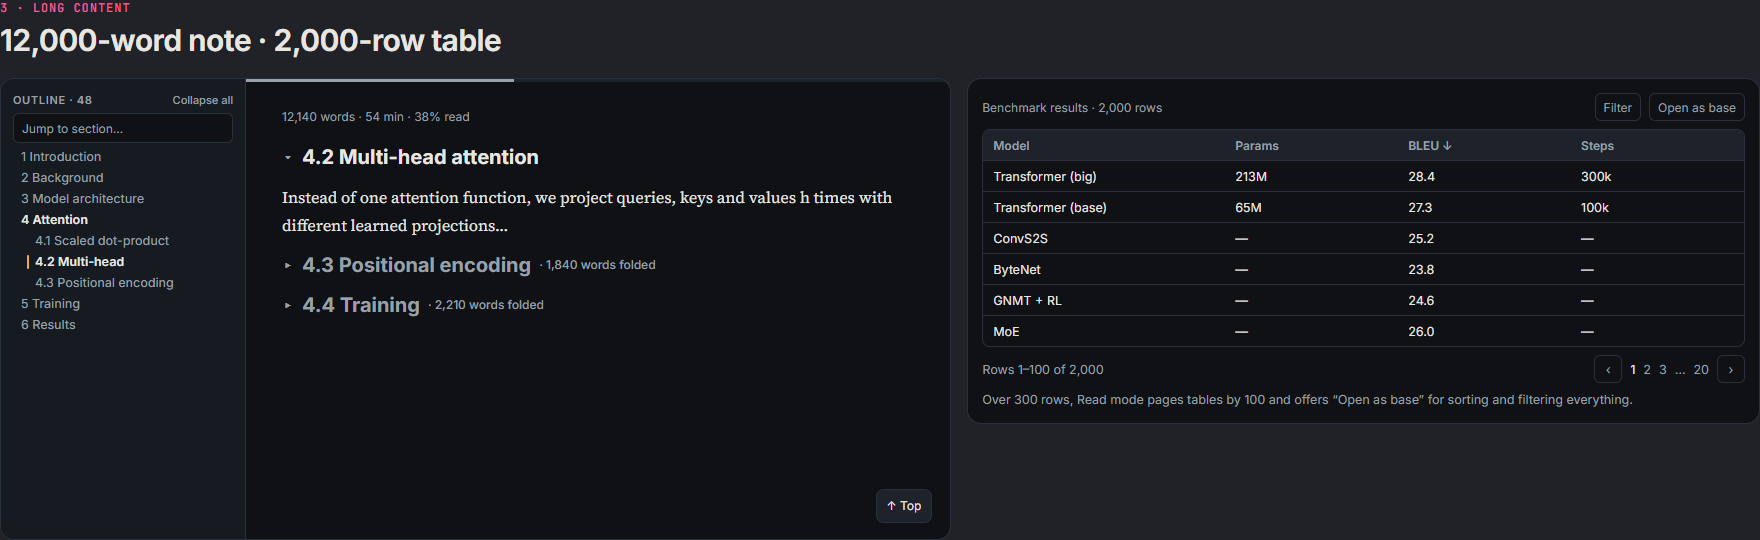 3 · LONG CONTENT
12,000-word note · 2,000-row table
OUTLINE · 48 Collapse all
Jump to section...
1 Introduction
2 Background
3 Model architecture
4 Attention
4.1 Scaled dot-product
4.2 Multi-head
4.3 Positional encoding
5 Training
6 Results
12,140 words · 54 min · 38% read
4.2 Multi-head attention
Instead of one attention function, we project queries, keys and values h times with
different learned projections...
4.3 Positional encoding · 1,840 words folded
4.4 Training · 2,210 words folded
↑ Top
Benchmark results · 2,000 rows Filter Open as base
Model Params BLEU ↓ Steps
Transformer (big) 213M 28.4 300k
Transformer (base) 65M 27.3 100k
ConvS2S — 25.2 —
ByteNet — 23.8 —
GNMT + RL — 24.6 —
MoE — 26.0 —
Rows 1–100 of 2,000 ‹ 1 2 3 ... 20 ›
Over 300 rows, Read mode pages tables by 100 and offers “Open as base” for sorting and filtering everything.